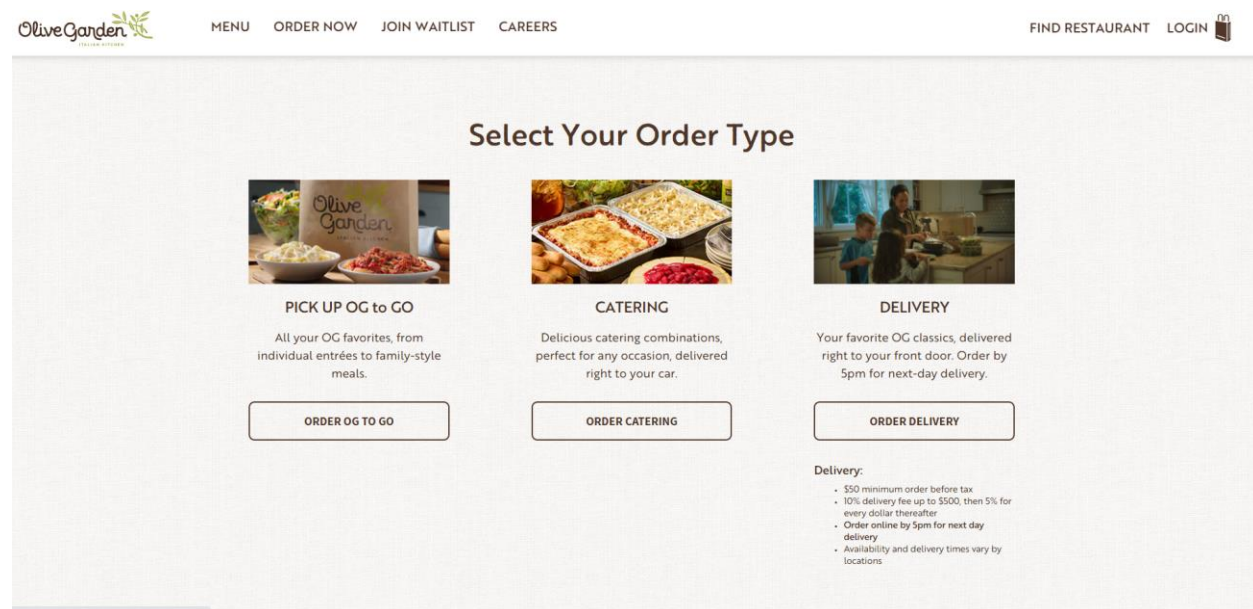 Olive Garden
ITALIAN KITCHEN
MENU
ORDER NOW
JOIN WAITLIST
CAREERS
FIND RESTAURANT
LOGIN
Select Your Order Type
Olive
Garden
ITALIAN KITCHEN
PICK UP OG to GO
All your OG favorites, from
individual entrées to family-style
meals.
ORDER OG TO GO
CATERING
Delicious catering combinations,
perfect for any occasion, delivered
right to your car.
ORDER CATERING
DELIVERY
Your favorite OG classics, delivered
right to your front door. Order by
5pm for next-day delivery.
ORDER DELIVERY
Delivery:
• $50 minimum order before tax
• 10% delivery fee up to $500, then 5% for
every dollar thereafter
• Order online by 5pm for next day
delivery
• Availability and delivery times vary by
locations